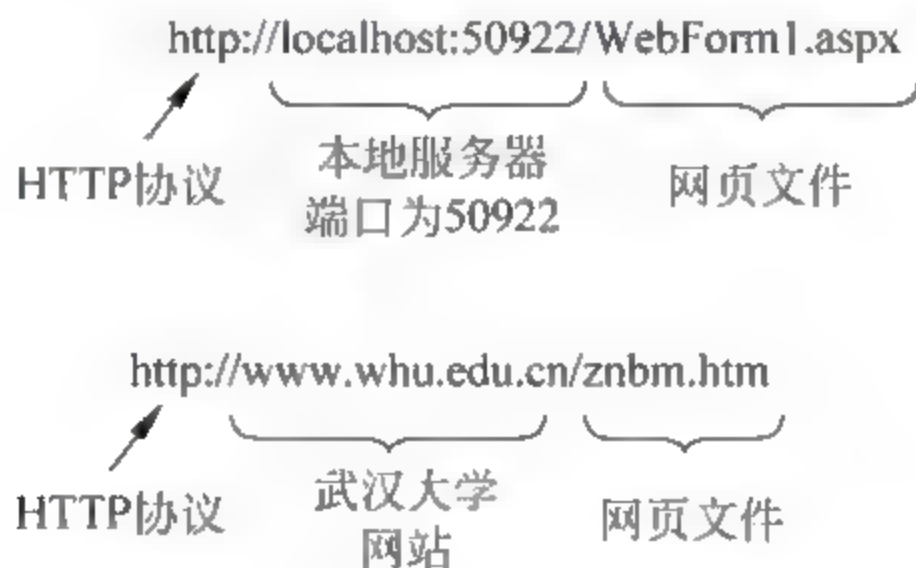 http://localhost:50922/WebForm1.aspx
HTTP协议
本地服务器
端口为50922
网页文件
http://www.whu.edu.cn/znbm.htm
HTTP协议
武汉大学
网站
网页文件